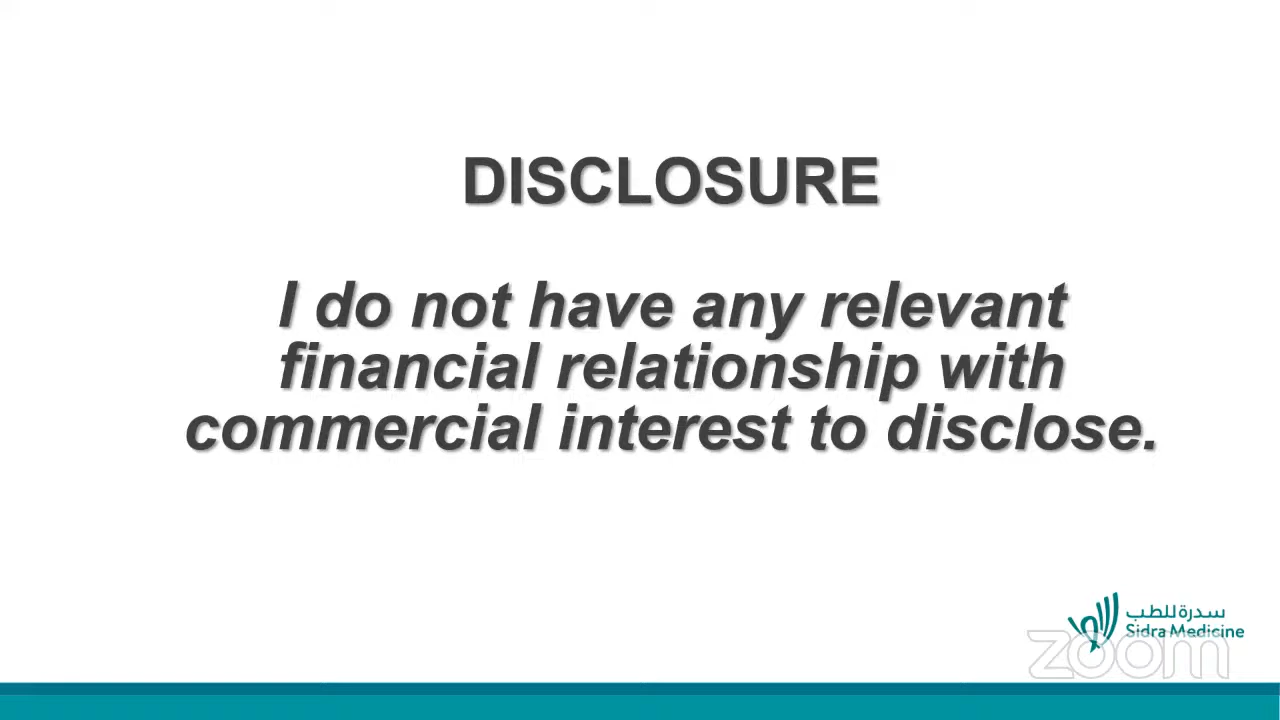 DISCLOSURE
I do not have any relevant
financial relationship with
commercial interest to disclose.
سدرة للطب
Sidra Medicine
zoom